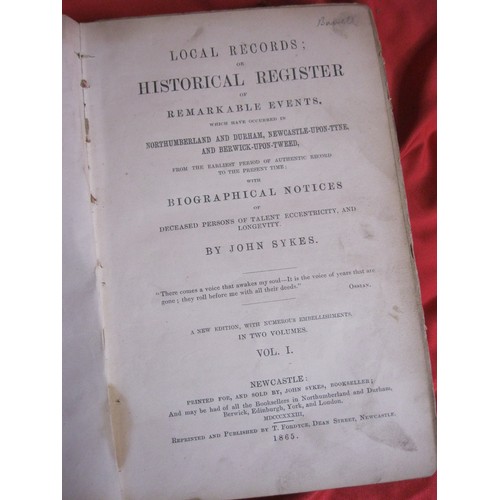 LOCAL RECORDS;
OR
HISTORICAL REGISTER
OF
REMARKABLE EVENTS,
WHICH HAVE OCCURRED IN
NORTHUMBERLAND AND DURHAM, NEWCASTLE-UPON-TYNE,
AND BERWICK-UPON-TWEED,
FROM THE EARLIEST PERIOD OF AUTHENTIC RECORD
TO THE PRESENT TIME;
WITH
BIOGRAPHICAL NOTICES
OF
DECEASED PERSONS OF TALENT ECCENTRICITY, AND
LONGEVITY.
BY JOHN SYKES.
"There comes a voice that awakes my soul—It is the voice of years that are
gone; they roll before me with all their deeds." OSSIAN.
A NEW EDITION, WITH NUMEROUS EMBELLISHMENTS,
IN TWO VOLUMES.
VOL. I.
NEWCASTLE:
PRINTED FOR, AND SOLD BY, JOHN SYKES, BOOKSELLER;
And may be had of all the Booksellers in Northumberland and Durham,
Berwick, Edinburgh, York, and London.
MDCCCXXXIII,
REPRINTED AND PUBLISHED BY T. FORDYCE, DEAN STREET, NEWCASTLE.
1865.